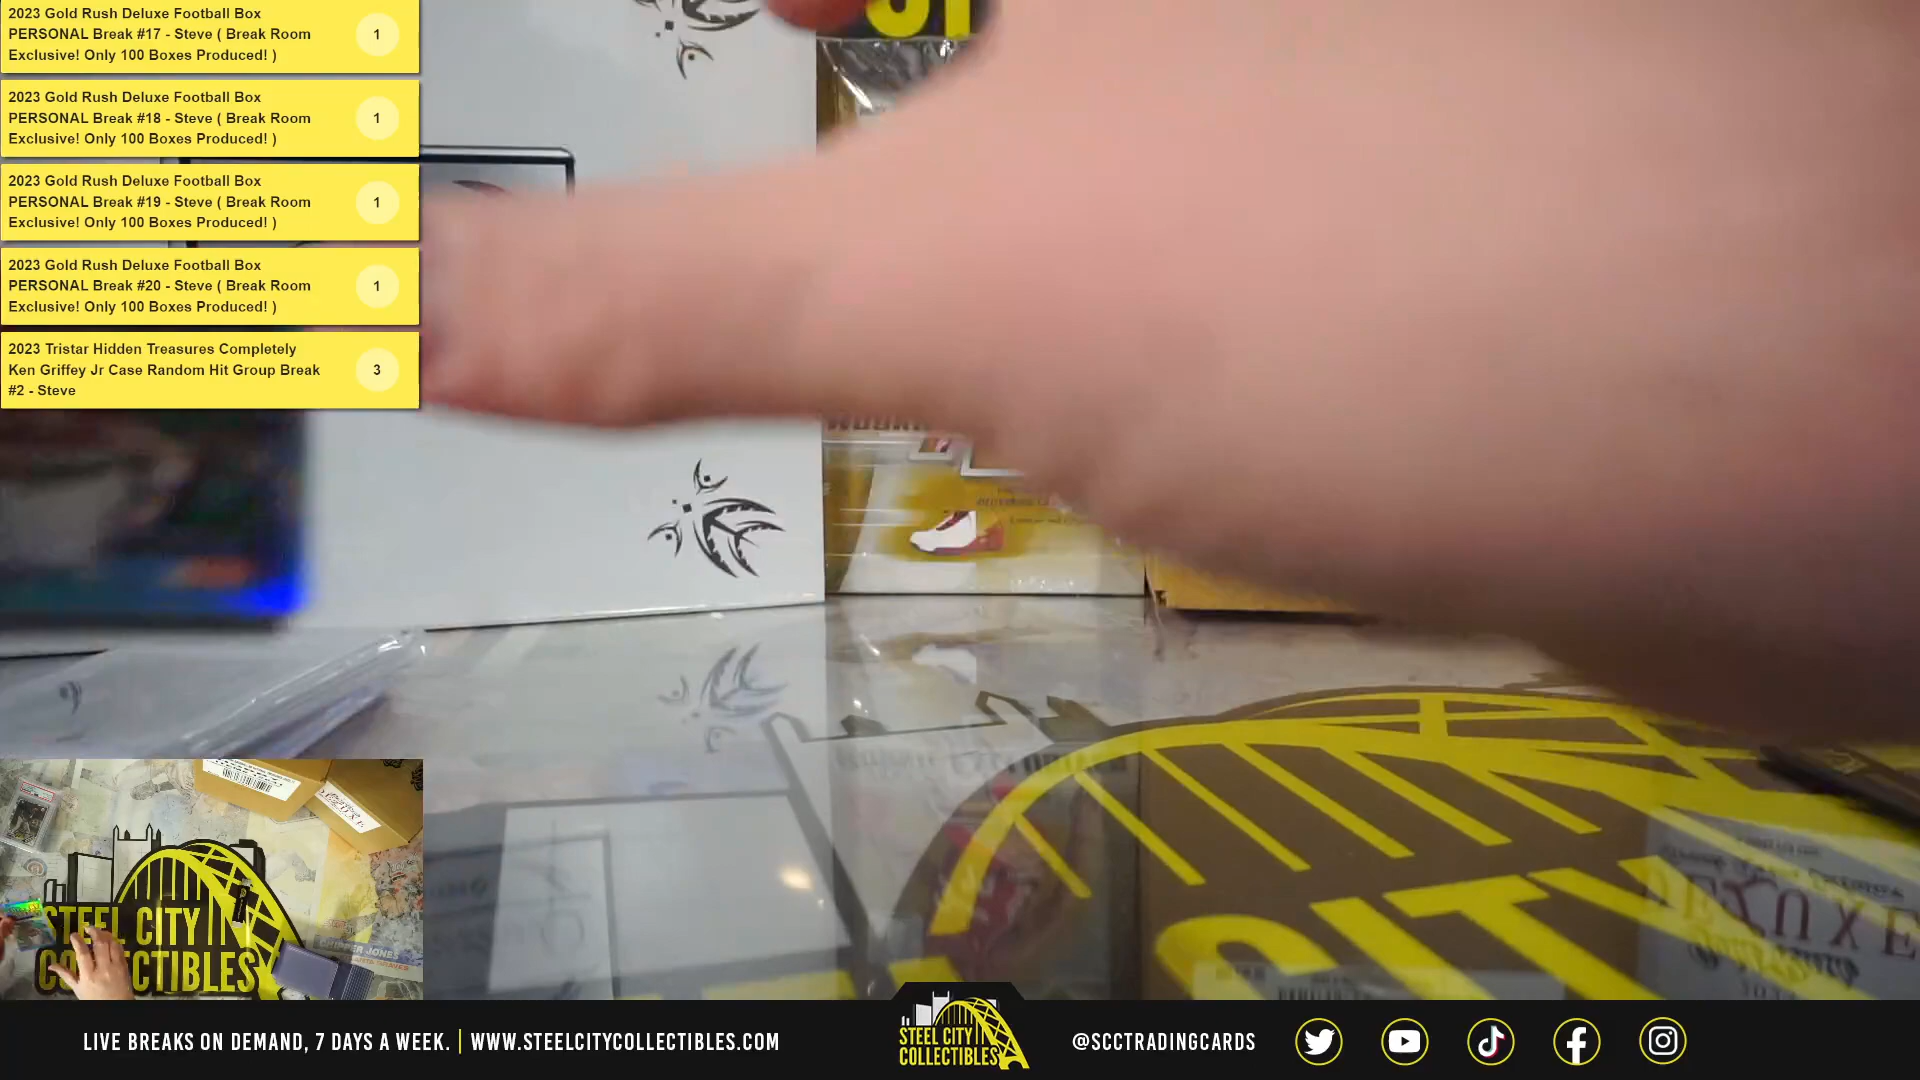 2023 Gold Rush Deluxe Football Box
PERSONAL Break #17 - Steve ( Break Room
Exclusive! Only 100 Boxes Produced! )
1
2023 Gold Rush Deluxe Football Box
PERSONAL Break #18 - Steve ( Break Room
Exclusive! Only 100 Boxes Produced! )
1
2023 Gold Rush Deluxe Football Box
PERSONAL Break #19 - Steve ( Break Room
Exclusive! Only 100 Boxes Produced! )
1
2023 Gold Rush Deluxe Football Box
PERSONAL Break #20 - Steve ( Break Room
Exclusive! Only 100 Boxes Produced! )
1
2023 Tristar Hidden Treasures Completely
Ken Griffey Jr Case Random Hit Group Break
#2 - Steve
3
CITY
STEEL CITY
COLLECTIBLES
CHIPPER JONES
LIVE BREAKS ON DEMAND, 7 DAYS A WEEK. | WWW.STEELCITYCOLLECTIBLES.COM
STEEL CITY
COLLECTIBLES
@SCCTRADINGCARDS